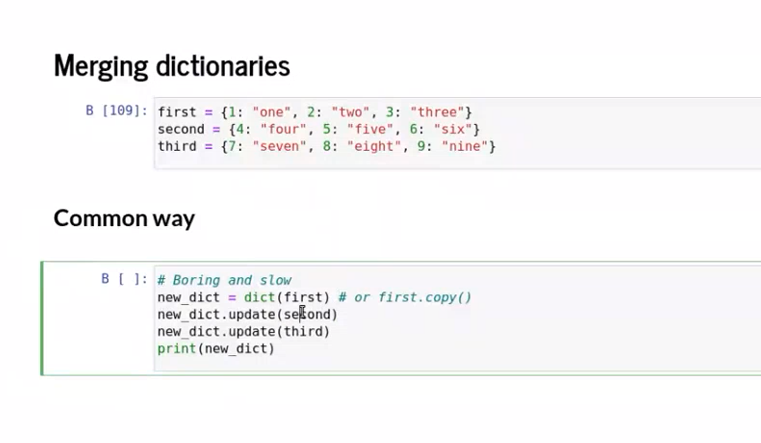 Merging dictionaries
B [109]: first = {1: "one", 2: "two", 3: "three"}
second = {4: "four", 5: "five", 6: "six"}
third = {7: "seven", 8: "eight", 9: "nine"}
Common way
B [ ]: # Boring and slow
new_dict = dict(first) # or first.copy()
new_dict.update(second)
new_dict.update(third)
print(new_dict)